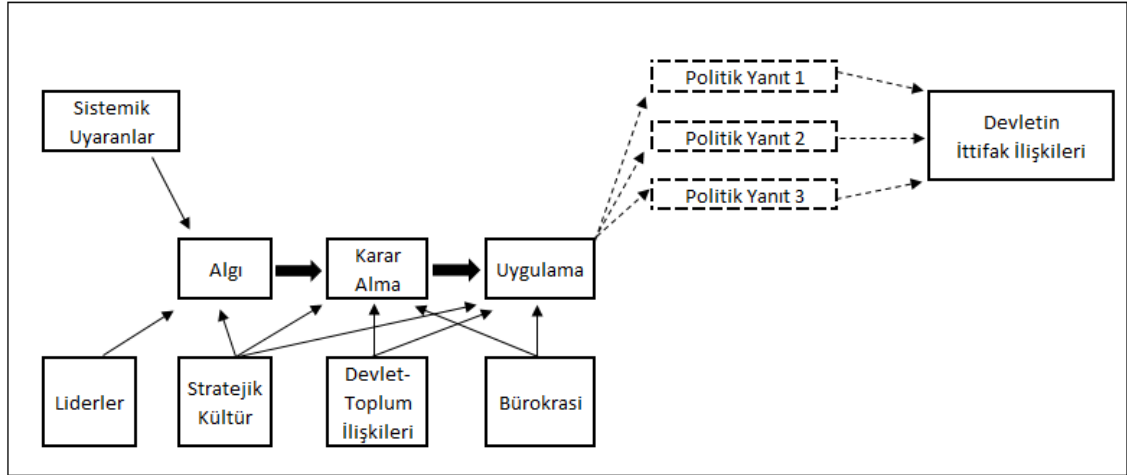 Politik Yanıt 1
Sistemik
Uyaranlar
Devletin
İttifak İlişkileri
Politik Yanıt 2
Politik Yanıt 3
Algı
Karar
Alma
Uygulama
Liderler
Stratejik
Kültür
Devlet-
Toplum
İlişkileri
Bürokrasi